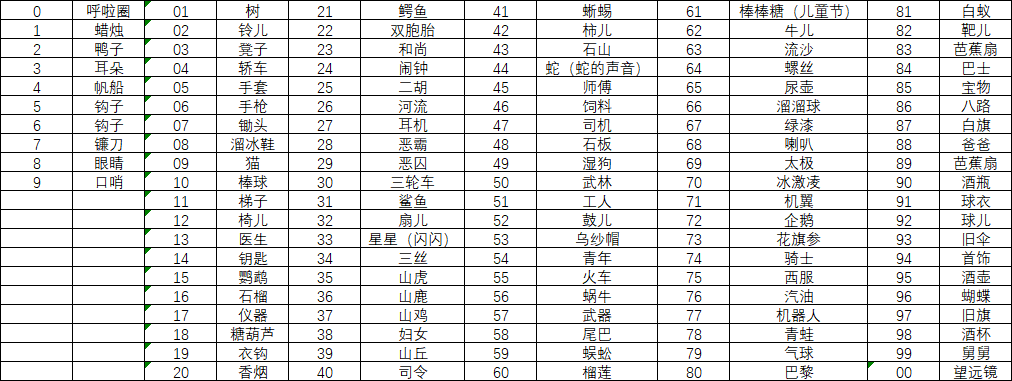 0 呼啦圈 01 树 21 鳄鱼 41 蜥蜴 61 棒棒糖（儿童节） 81 白蚁
1 蜡烛 02 铃儿 22 双胞胎 42 柿儿 62 牛儿 82 靶儿
2 鸭子 03 凳子 23 和尚 43 石山 63 流沙 83 芭蕉扇
3 耳朵 04 轿车 24 闹钟 44 蛇（蛇的声音） 64 螺丝 84 巴士
4 帆船 05 手套 25 二胡 45 师傅 65 尿壶 85 宝物
5 钩子 06 手枪 26 河流 46 饲料 66 溜溜球 86 八路
6 钩子 07 锄头 27 耳机 47 司机 67 绿漆 87 白旗
7 镰刀 08 溜冰鞋 28 恶霸 48 石板 68 喇叭 88 爸爸
8 眼睛 09 猫 29 恶囚 49 湿狗 69 太极 89 芭蕉扇
9 口哨 10 棒球 30 三轮车 50 武林 70 冰激凌 90 酒瓶
11 梯子 31 鲨鱼 51 工人 71 机翼 91 球衣
12 椅儿 32 扇儿 52 鼓儿 72 企鹅 92 球儿
13 医生 33 星星（闪闪） 53 乌纱帽 73 花旗参 93 旧伞
14 钥匙 34 三丝 54 青年 74 骑士 94 首饰
15 鹦鹉 35 山虎 55 火车 75 西服 95 酒壶
16 石榴 36 山鹿 56 蜗牛 76 汽油 96 蝴蝶
17 仪器 37 山鸡 57 武器 77 机器人 97 旧旗
18 糖葫芦 38 妇女 58 尾巴 78 青蛙 98 酒杯
19 衣钩 39 山丘 59 蜈蚣 79 气球 99 舅舅
20 香烟 40 司令 60 榴莲 80 巴黎 00 望远镜